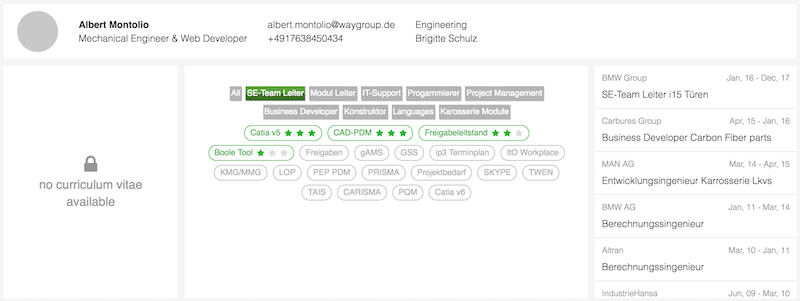 Albert Montolio
Mechanical Engineer & Web Developer
albert.montolio@waygroup.de
+4917638450434
Engineering
Brigitte Schulz
no curriculum vitae
available
All SE-Team Leiter Modul Leiter IT-Support Progammierer Project Management
Business Developer Konstruktor Languages Karosserie Module
Catia v5 CAD-PDM Freigabeleitstand
Boole Tool Freigaben gAMS GSS ip3 Terminplan ItO Workplace
KMG/MMG LOP PEP PDM PRISMA Projektbedarf SKYPE TWEN
TAIS CARISMA PQM Catia v6
BMW Group Jan, 16 - Dec, 17
SE-Team Leiter i15 Türen
Carbures Group Apr, 15 - Jan, 16
Business Developer Carbon Fiber parts
MAN AG Mar, 14 - Apr, 15
Entwicklungsingenieur Karrosserie Lkvs
BMW AG Jan, 11 - Mar, 14
Berechnungssingenieur
Altran Mar, 10 - Jan, 11
Berechnungssingenieur
IndustrieHansa Jun, 09 - Mar, 10